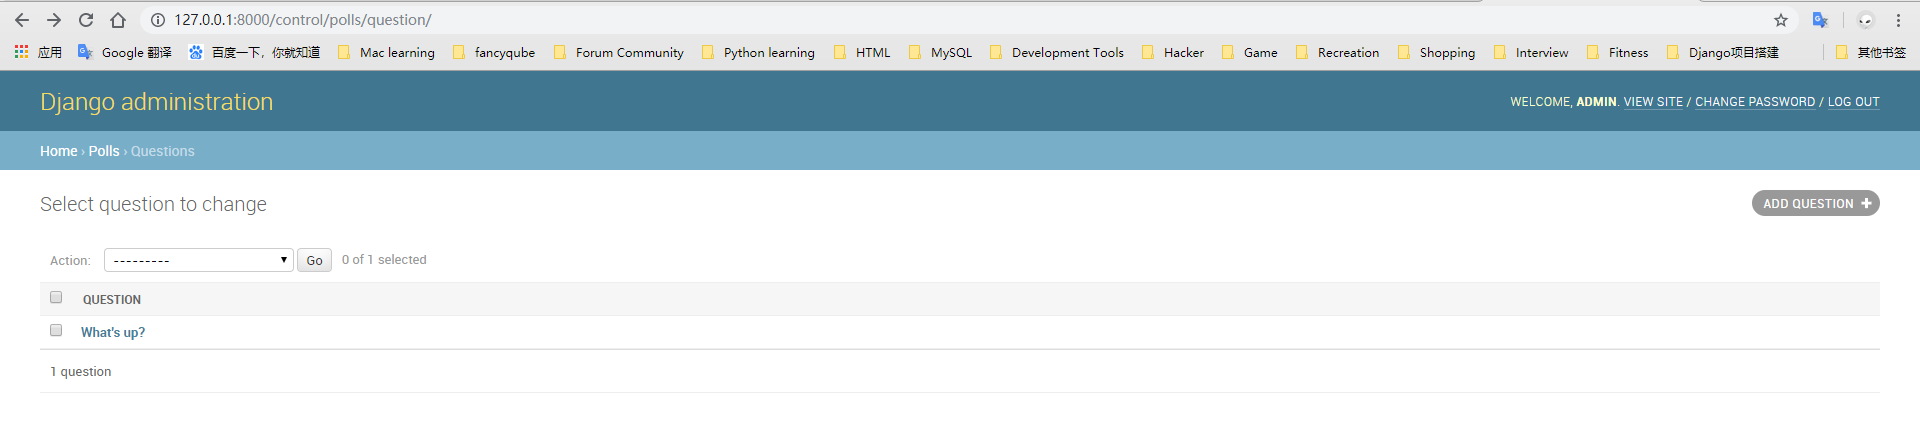 127.0.0.1:8000/control/polls/question/
应用 Google 翻译 百度一下，你就知道 Mac learning fancyqube Forum Community Python learning HTML MySQL Development Tools Hacker Game Recreation Shopping Interview Fitness Django项目搭建 其他书签
Django administration WELCOME, ADMIN. VIEW SITE / CHANGE PASSWORD / LOG OUT
Home › Polls › Questions
Select question to change ADD QUESTION +
Action: --------- Go 0 of 1 selected
QUESTION
What's up?
1 question